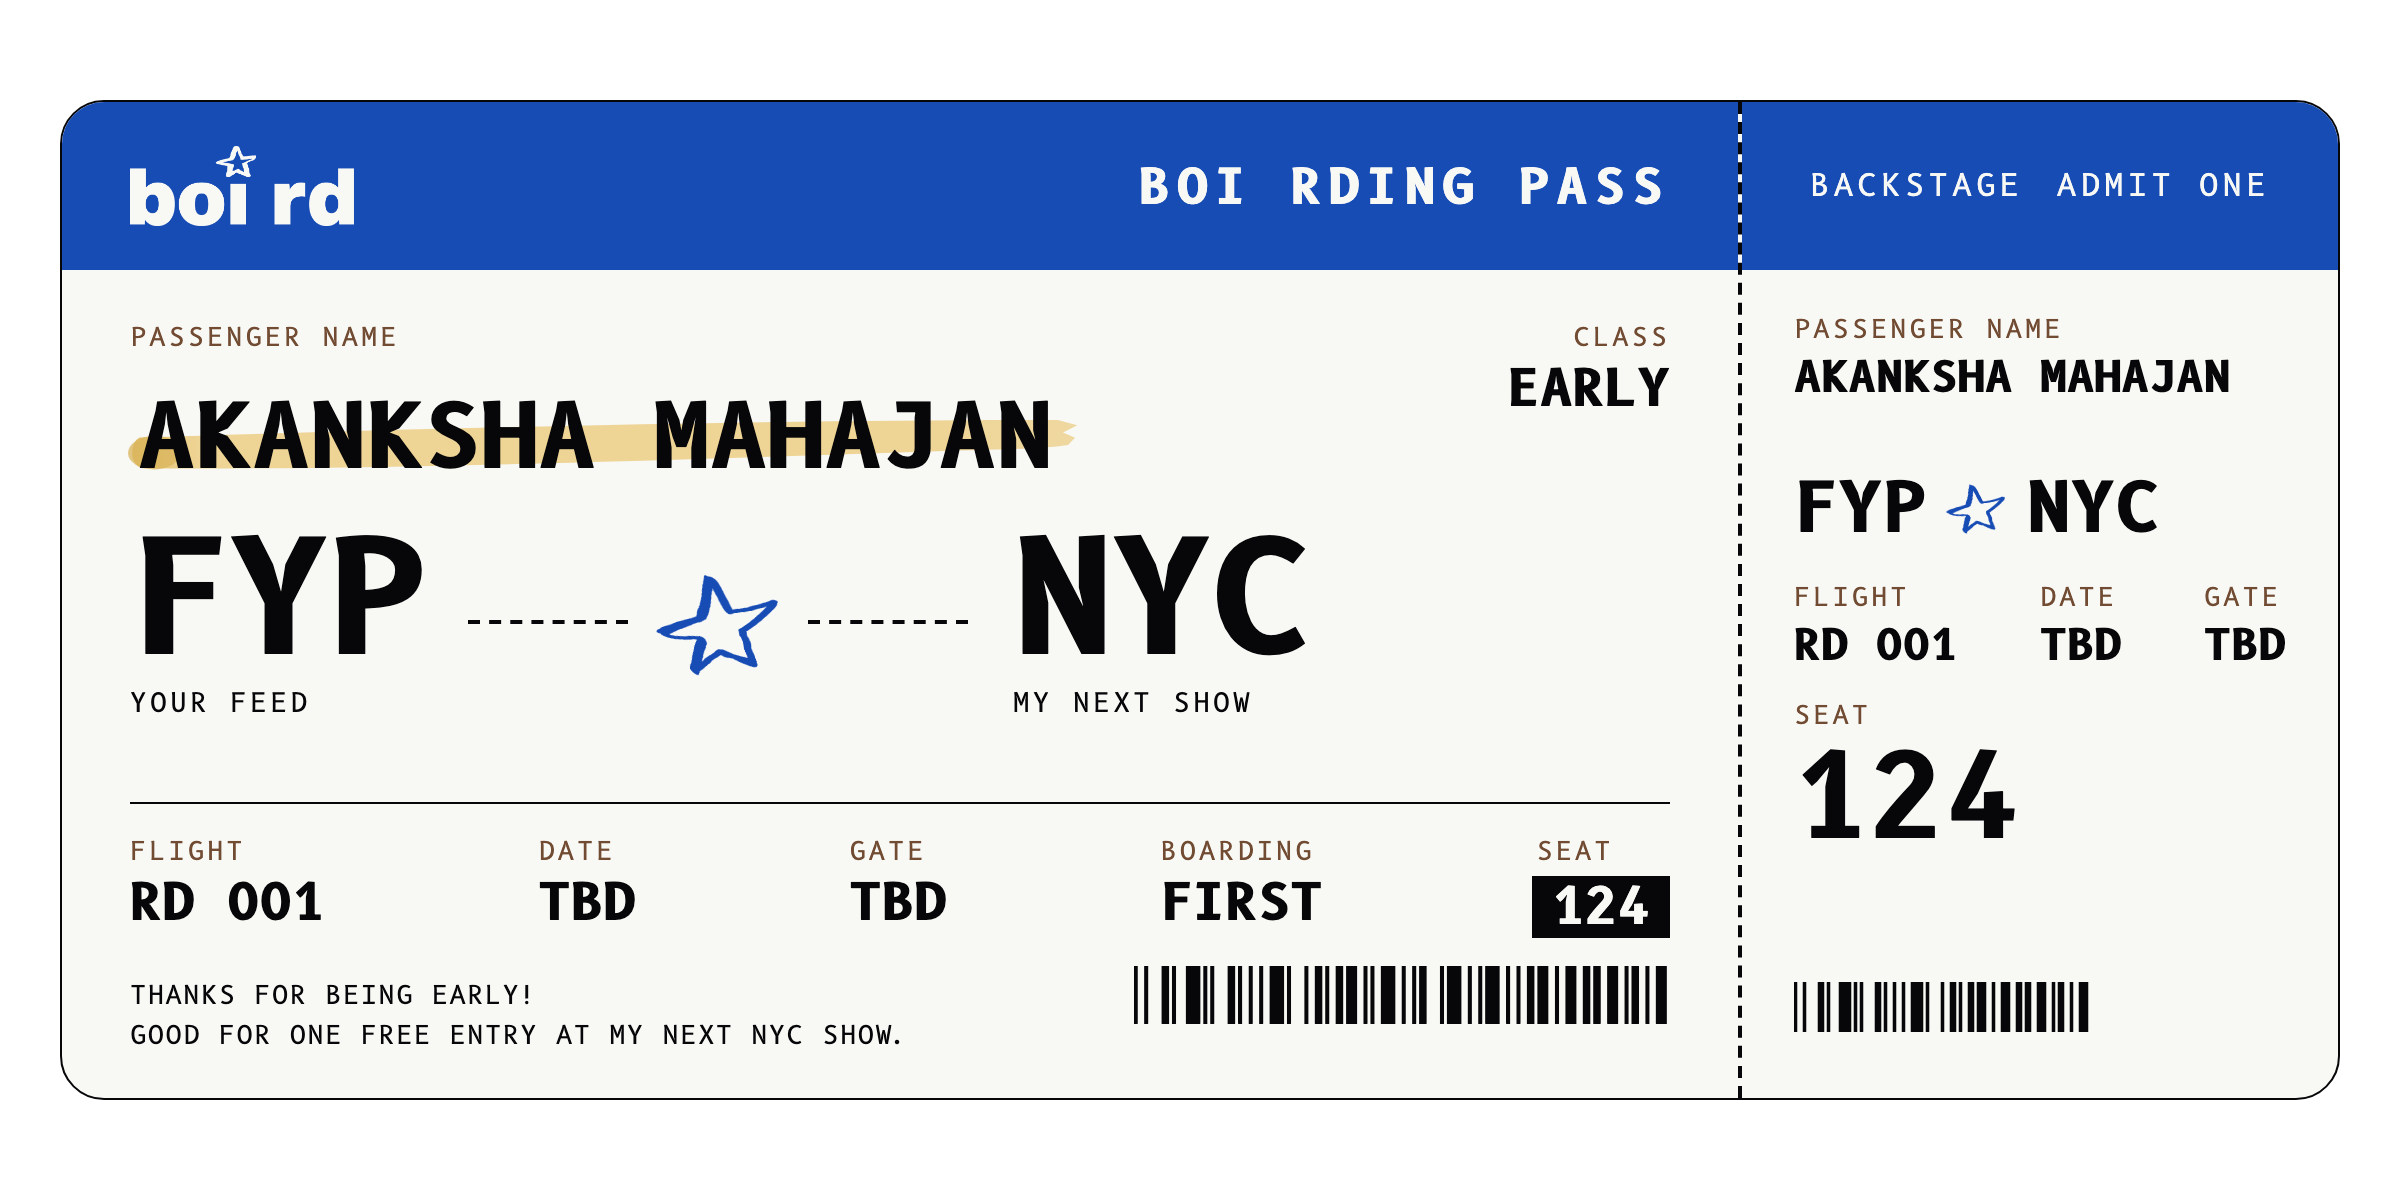 boi rd
BOI RDING PASS
PASSENGER NAME
CLASS
EARLY
AKANKSHA MAHAJAN
FYP
NYC
YOUR FEED
MY NEXT SHOW
FLIGHT DATE GATE BOARDING SEAT
RD 001 TBD TBD FIRST 124
THANKS FOR BEING EARLY!
GOOD FOR ONE FREE ENTRY AT MY NEXT NYC SHOW.
BACKSTAGE ADMIT ONE
PASSENGER NAME
AKANKSHA MAHAJAN
FYP NYC
FLIGHT DATE GATE
RD 001 TBD TBD
SEAT
124